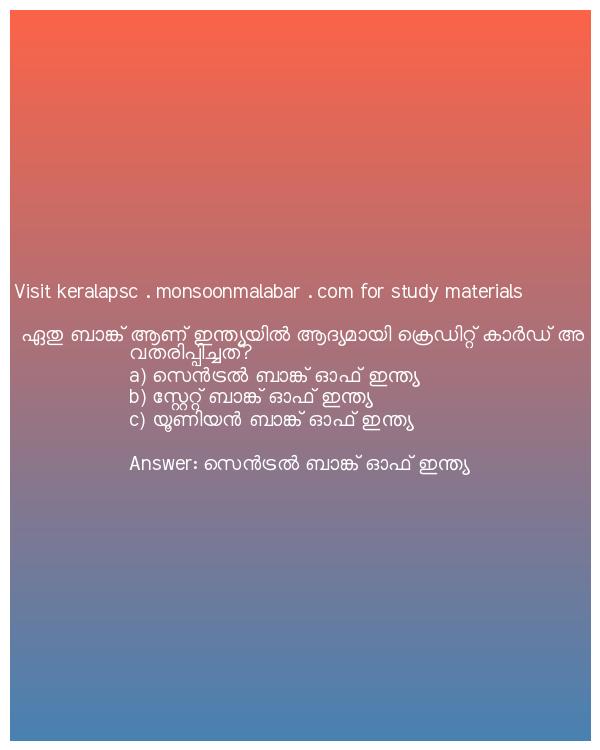 Visit keralapsc . monsoonmalabar . com for study materials
ഏതു ബാങ്ക് ആണ് ഇന്ത്യയിൽ ആദ്യമായി ക്രെഡിറ്റ് കാർഡ് അ
വതരിപ്പിച്ചത്?
a) സെൻട്രൽ ബാങ്ക് ഓഫ് ഇന്ത്യ
b) സ്റ്റേറ്റ് ബാങ്ക് ഓഫ് ഇന്ത്യ
c) യൂണിയൻ ബാങ്ക് ഓഫ് ഇന്ത്യ
Answer: സെൻട്രൽ ബാങ്ക് ഓഫ് ഇന്ത്യ